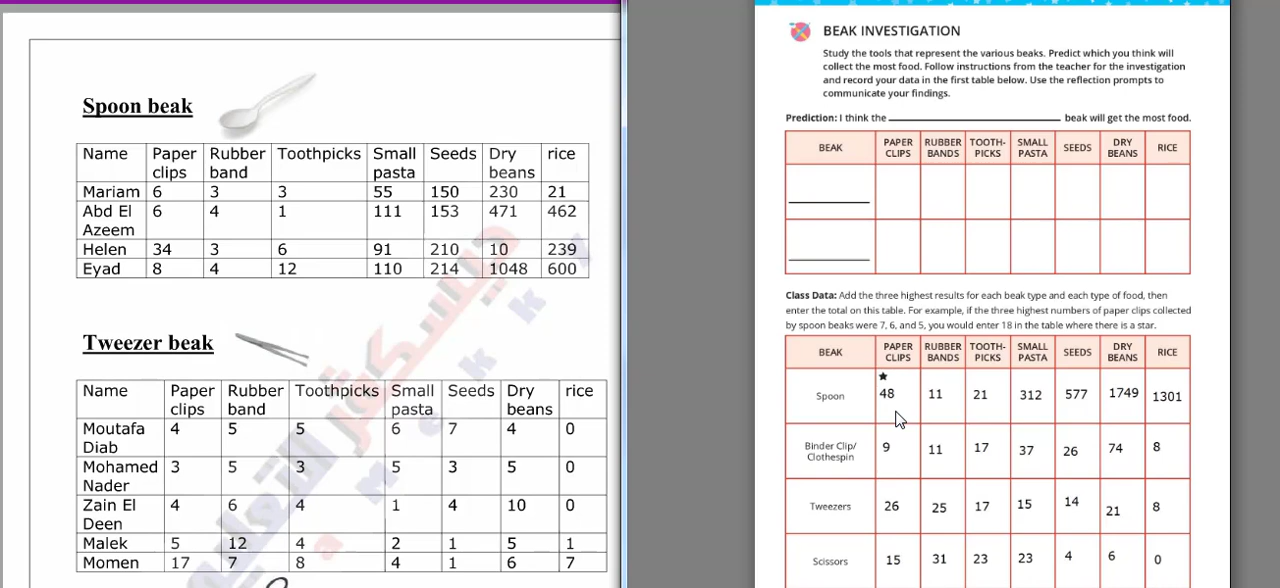 Spoon beak
Name Paper clips Rubber band Toothpicks Small pasta Seeds Dry beans rice
Mariam 6 3 3 55 150 230 21
Abd El Azeem 6 4 1 111 153 471 462
Helen 34 3 6 91 210 10 239
Eyad 8 4 12 110 214 1048 600
Tweezer beak
Name Paper clips Rubber band Toothpicks Small pasta Seeds Dry beans rice
Moutafa Diab 4 5 5 6 7 4 0
Mohamed Nader 3 5 3 5 3 5 0
Zain El Deen 4 6 4 1 4 10 0
Malek 5 12 4 2 1 5 1
Momen 17 7 8 4 1 6 7
BEAK INVESTIGATION
Study the tools that represent the various beaks. Predict which you think will
collect the most food. Follow instructions from the teacher for the investigation
and record your data in the first table below. Use the reflection prompts to
communicate your findings.
Prediction: I think the beak will get the most food.
BEAK PAPER CLIPS RUBBER BANDS TOOTH-PICKS SMALL PASTA SEEDS DRY BEANS RICE
Class Data: Add the three highest results for each beak type and each type of food, then
enter the total on this table. For example, if the three highest numbers of paper clips collected
by spoon beaks were 7, 6, and 5, you would enter 18 in the table where there is a star.
BEAK PAPER CLIPS RUBBER BANDS TOOTH-PICKS SMALL PASTA SEEDS DRY BEANS RICE
Spoon 48 11 21 312 577 1749 1301
Binder Clip/ Clothespin 9 11 17 37 26 74 8
Tweezers 26 25 17 15 14 21 8
Scissors 15 31 23 23 4 6 0